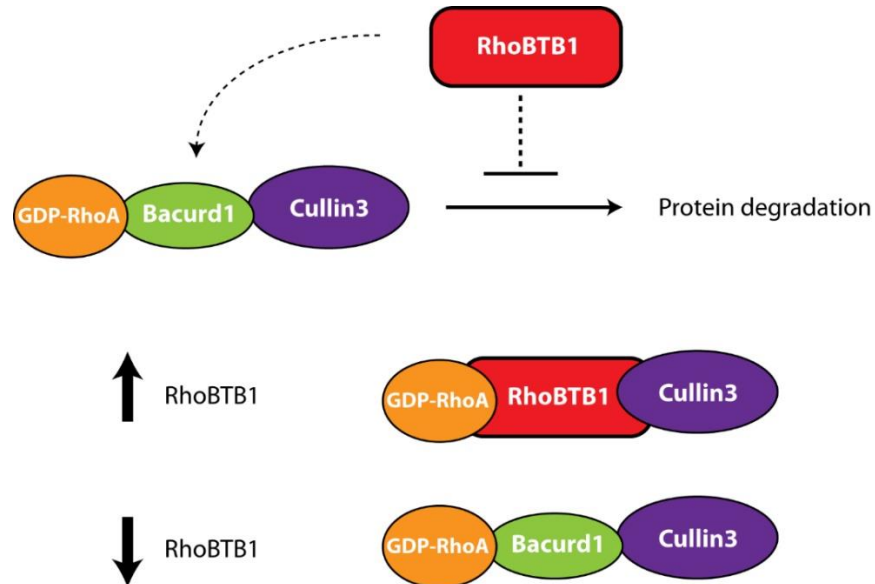 RhoBTB1
GDP-RhoA Bacurd1 Cullin3
Protein degradation
RhoBTB1
GDP-RhoA RhoBTB1 Cullin3
RhoBTB1
GDP-RhoA Bacurd1 Cullin3